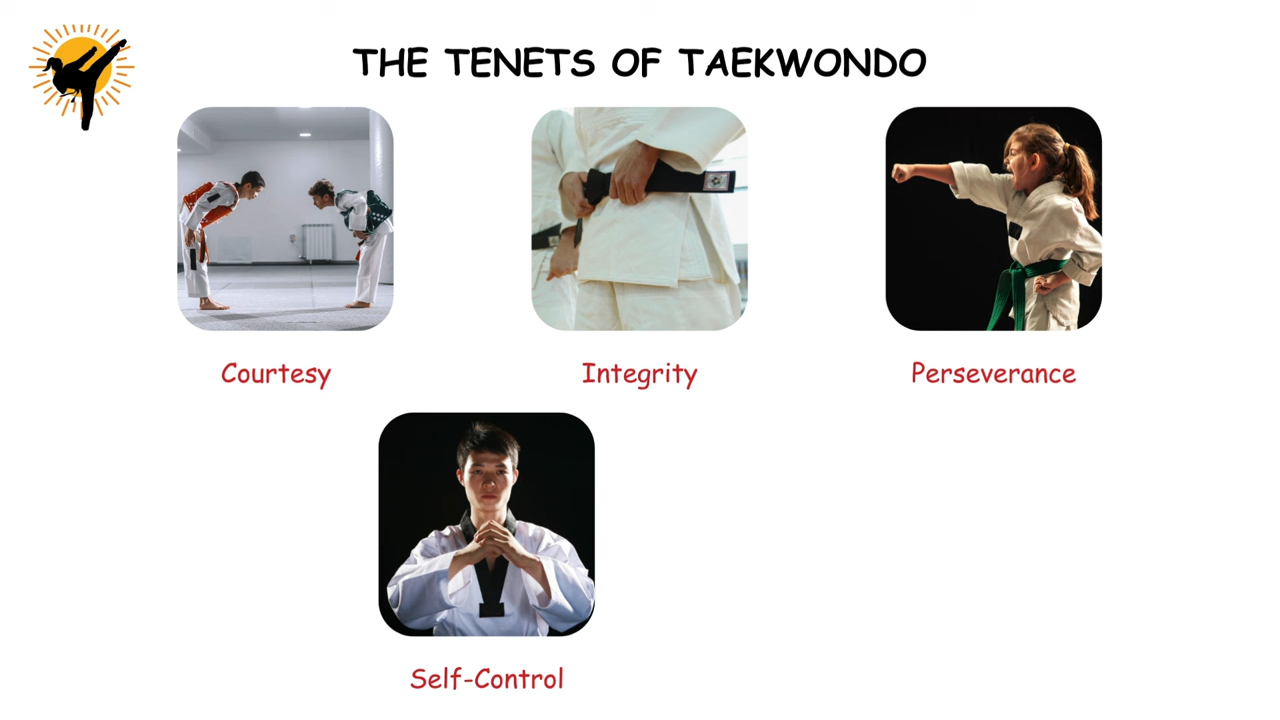 THE TENETS OF TAEKWONDO
Courtesy
Integrity
Perseverance
Self-Control